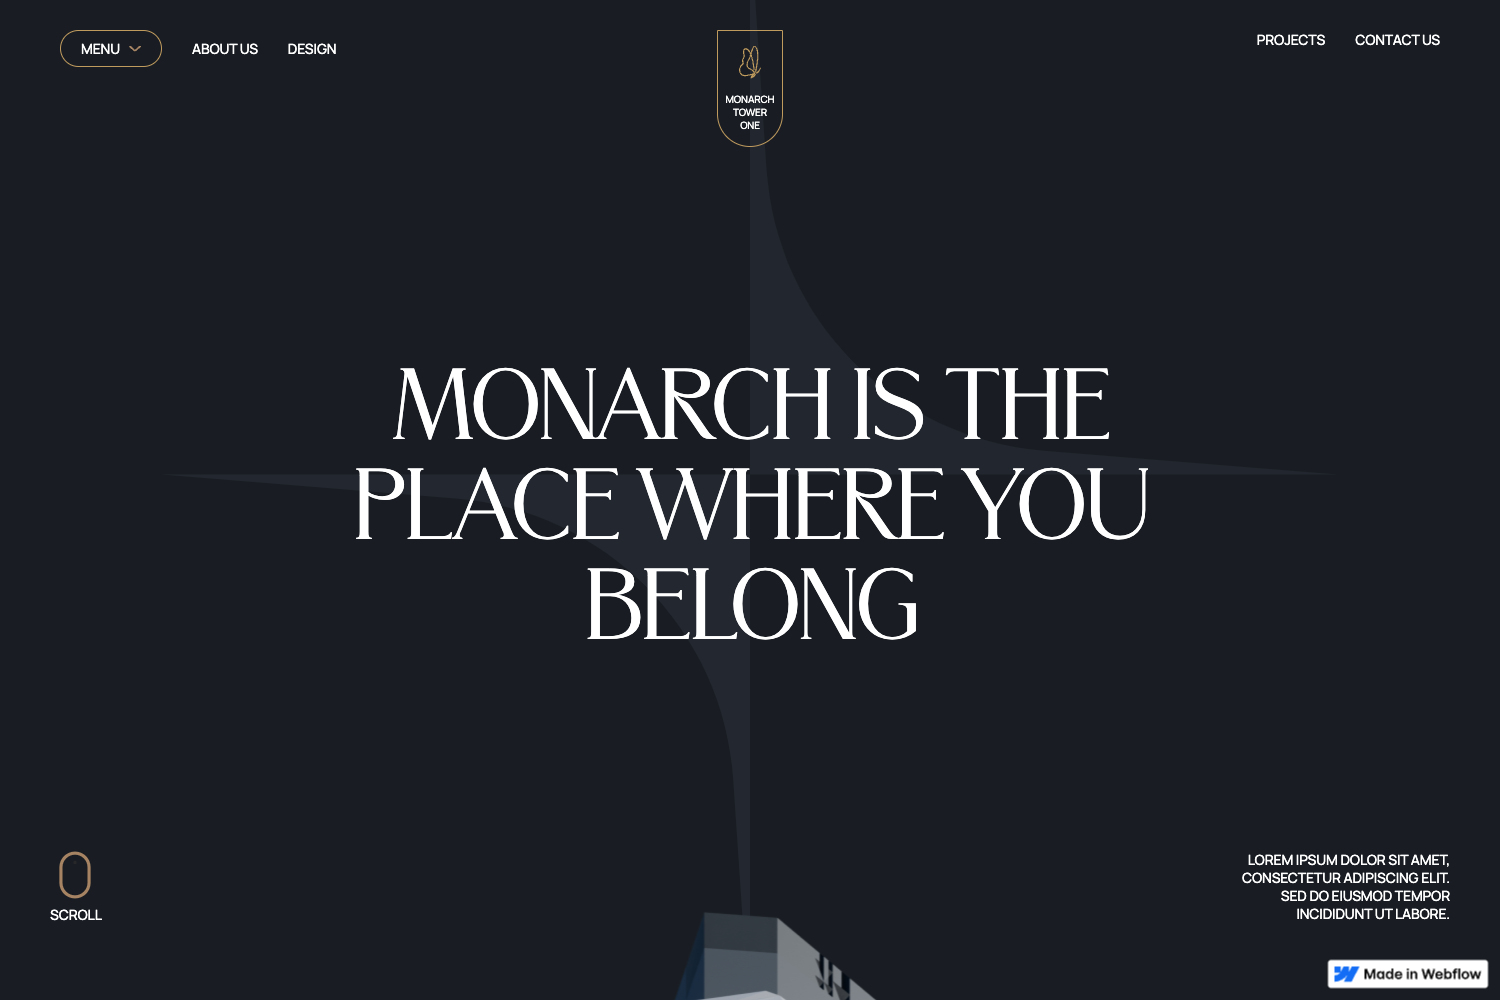 MENU
ABOUT US
DESIGN
MONARCH
TOWER
ONE
PROJECTS
CONTACT US
MONARCH IS THE
PLACE WHERE YOU
BELONG
SCROLL
LOREM IPSUM DOLOR SIT AMET,
CONSECTETUR ADIPISCING ELIT.
SED DO EIUSMOD TEMPOR
INCIDIDUNT UT LABORE.
Made in Webflow